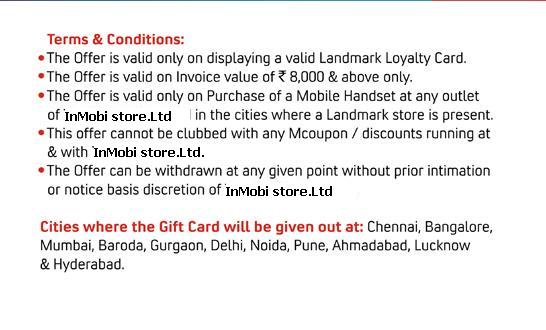 Terms & Conditions:
• The Offer is valid only on displaying a valid Landmark Loyalty Card.
• The Offer is valid on Invoice value of ₹ 8,000 & above only.
• The Offer is valid only on Purchase of a Mobile Handset at any outlet
of InMobi store.Ltd in the cities where a Landmark store is present.
• This offer cannot be clubbed with any Mcoupon / discounts running at
& with InMobi store.Ltd.
• The Offer can be withdrawn at any given point without prior intimation
or notice basis discretion of InMobi store.Ltd
Cities where the Gift Card will be given out at: Chennai, Bangalore,
Mumbai, Baroda, Gurgaon, Delhi, Noida, Pune, Ahmadabad, Lucknow
& Hyderabad.